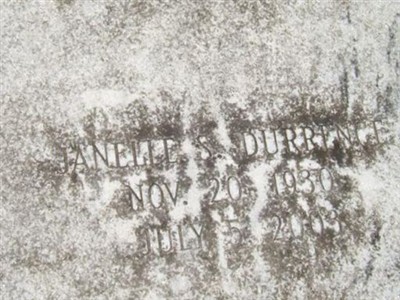 JANELLE S. DURRENCE
NOV. 20, 1930
JULY 5, 2003